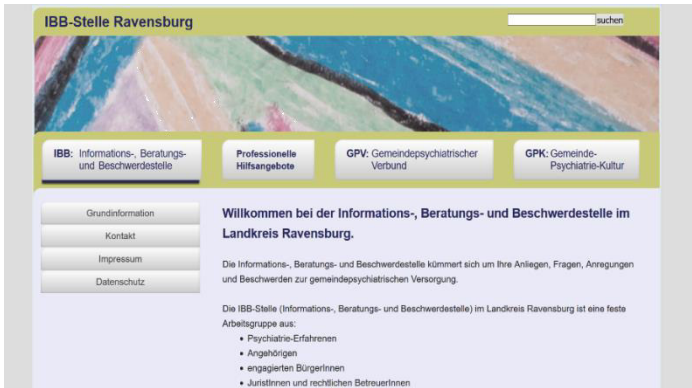 IBB-Stelle Ravensburg
suchen
IBB: Informations-, Beratungs-
und Beschwerdestelle
Professionelle
Hilfsangebote
GPV: Gemeindepsychiatrischer
Verbund
GPK: Gemeinde-
Psychiatrie-Kultur
Grundinformation
Kontakt
Impressum
Datenschutz
Willkommen bei der Informations-, Beratungs- und Beschwerdestelle im
Landkreis Ravensburg.
Die Informations-, Beratungs- und Beschwerdestelle kümmert sich um Ihre Anliegen, Fragen, Anregungen
und Beschwerden zur gemeindepsychiatrischen Versorgung.
Die IBB-Stelle (Informations-, Beratungs- und Beschwerdestelle) im Landkreis Ravensburg ist eine feste
Arbeitsgruppe aus:
• Psychiatrie-Erfahrenen
• Angehörigen
• engagierten BürgerInnen
• JuristInnen und rechtlichen BetreuerInnen